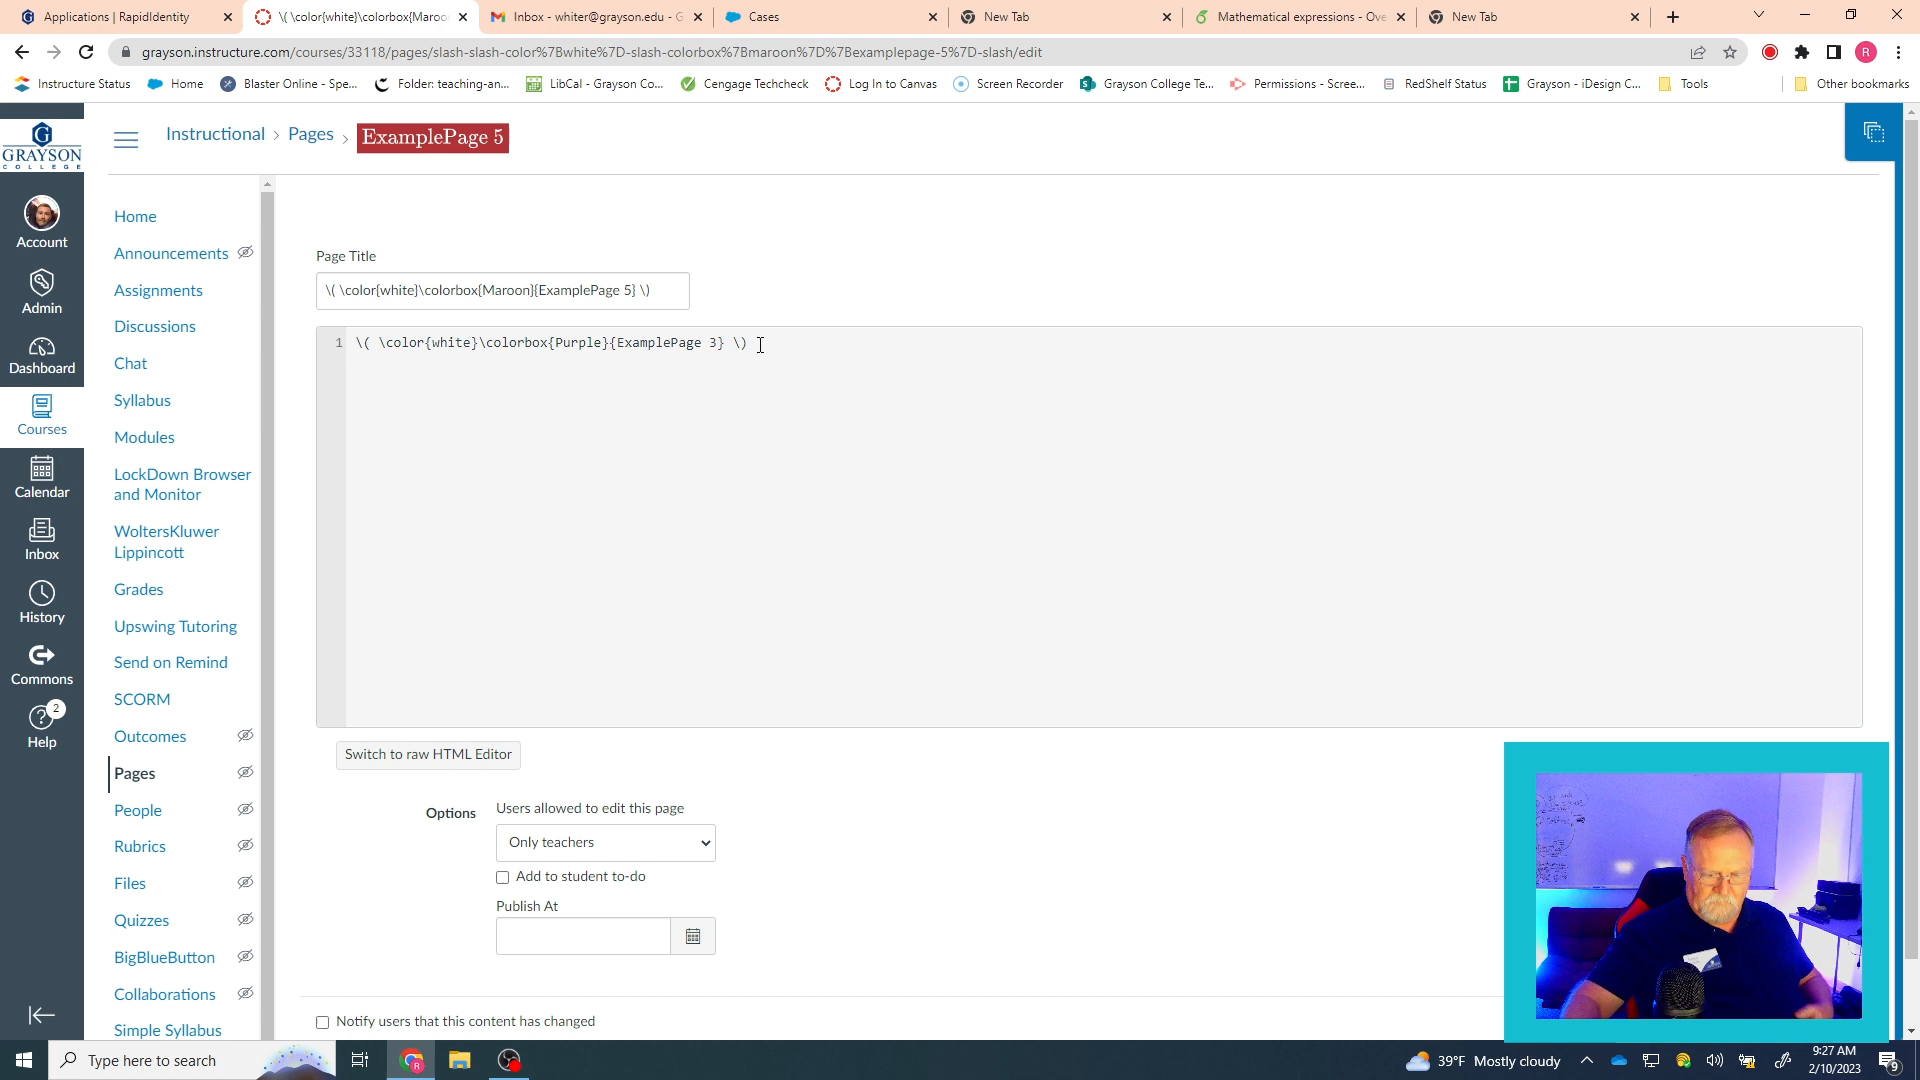 Applications | RapidIdentity
\( \color{white}\colorbox{Maroo
Inbox - whiter@grayson.edu - G
Cases
New Tab
Mathematical expressions - Ove
New Tab
grayson.instructure.com/courses/33118/pages/slash-slash-color%7Bwhite%7D-slash-colorbox%7Bmaroon%7D%7Bexamplepage-5%7D-slash/edit
R
Instructure Status
Home
Blaster Online - Spe...
Folder: teaching-an...
LibCal - Grayson Co...
Cengage Techcheck
Log In to Canvas
Screen Recorder
Grayson College Te...
Permissions - Scree...
RedShelf Status
Grayson - iDesign C...
Tools
Other bookmarks
G
GRAYSON
COLLEGE
Account
Admin
Dashboard
Courses
Calendar
Inbox
History
Commons
2
Help
Instructional > Pages > ExamplePage 5
Home
Announcements
Assignments
Discussions
Chat
Syllabus
Modules
LockDown Browser
and Monitor
WoltersKluwer
Lippincott
Grades
Upswing Tutoring
Send on Remind
SCORM
Outcomes
Pages
People
Rubrics
Files
Quizzes
BigBlueButton
Collaborations
Simple Syllabus
Page Title
\( \color{white}\colorbox{Maroon}{ExamplePage 5} \)
1 \( \color{white}\colorbox{Purple}{ExamplePage 3} \)
Switch to raw HTML Editor
Options
Users allowed to edit this page
Only teachers
Add to student to-do
Publish At
Notify users that this content has changed
Type here to search
39°F Mostly cloudy
9:27 AM
2/10/2023
9